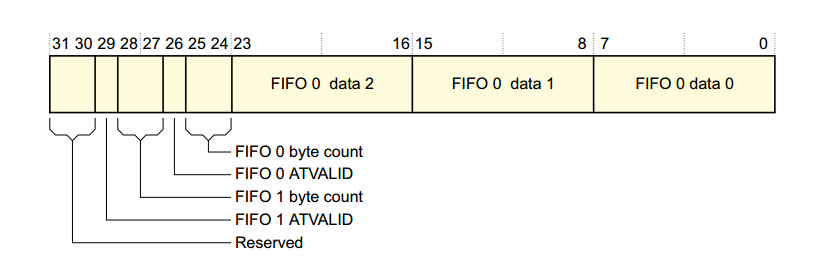 31 30 29 28 27 26 25 24 23 16 15 8 7 0
FIFO 0 data 2 FIFO 0 data 1 FIFO 0 data 0
FIFO 0 byte count
FIFO 0 ATVALID
FIFO 1 byte count
FIFO 1 ATVALID
Reserved